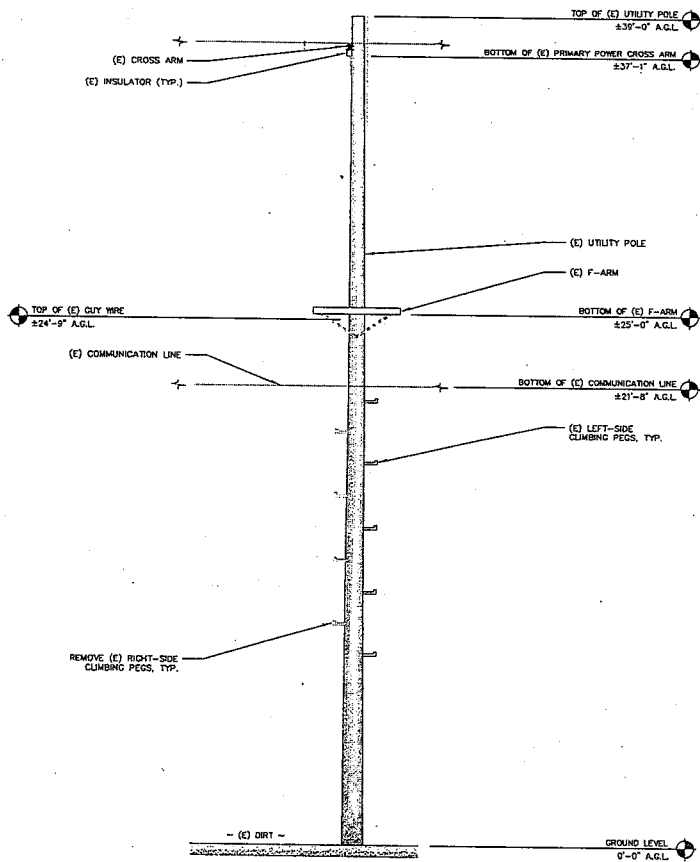 TOP OF (E) UTILITY POLE
±39'-0" A.G.L.
(E) CROSS ARM
BOTTOM OF (E) PRIMARY POWER CROSS ARM
±37'-1" A.G.L.
(E) INSULATOR (TYP.)
(E) UTILITY POLE
(E) F-ARM
TOP OF (E) GUY WIRE
±24'-9" A.G.L.
BOTTOM OF (E) F-ARM
±25'-0" A.G.L.
(E) COMMUNICATION LINE
BOTTOM OF (E) COMMUNICATION LINE
±21'-8" A.G.L.
(E) LEFT-SIDE
CLIMBING PEGS, TYP.
REMOVE (E) RIGHT-SIDE
CLIMBING PEGS, TYP.
~ (E) DIRT ~
GROUND LEVEL
0'-0" A.G.L.